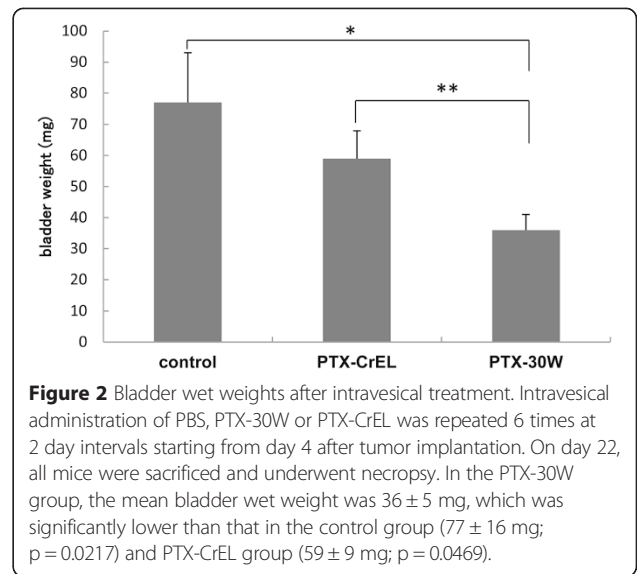 100
90
80
70
60
50
40
30
20
10
0
bladder weight (mg)
*
**
control PTX-CrEL PTX-30W
Figure 2 Bladder wet weights after intravesical treatment. Intravesical
administration of PBS, PTX-30W or PTX-CrEL was repeated 6 times at
2 day intervals starting from day 4 after tumor implantation. On day 22,
all mice were sacrificed and underwent necropsy. In the PTX-30W
group, the mean bladder wet weight was 36 ± 5 mg, which was
significantly lower than that in the control group (77 ± 16 mg;
p = 0.0217) and PTX-CrEL group (59 ± 9 mg; p = 0.0469).